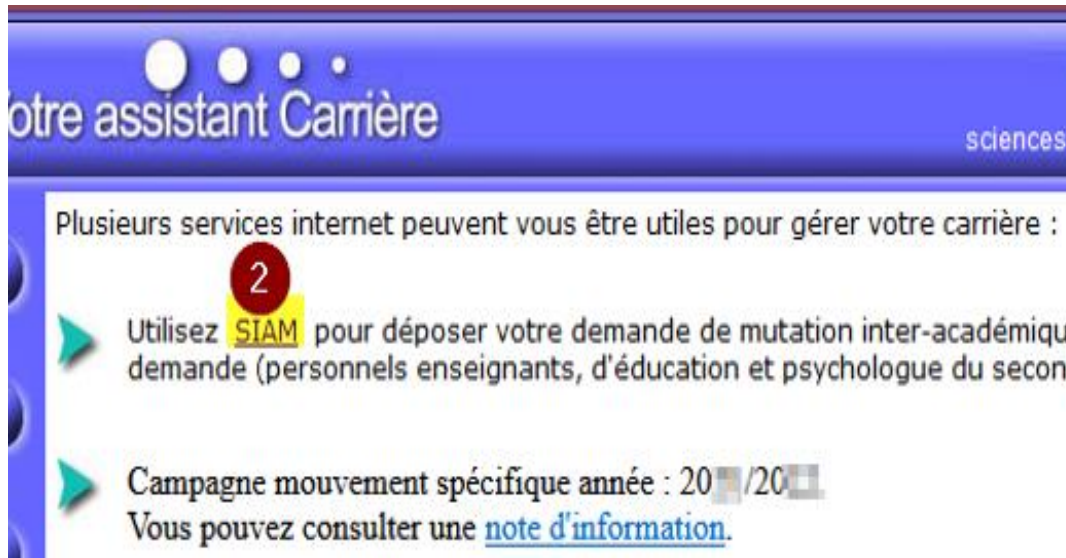 otre assistant Carrière
sciences
Plusieurs services internet peuvent vous être utiles pour gérer votre carrière :
2
Utilisez SIAM pour déposer votre demande de mutation inter-académiqu
demande (personnels enseignants, d'éducation et psychologue du secon
Campagne mouvement spécifique année : 20 /20
Vous pouvez consulter une note d'information.